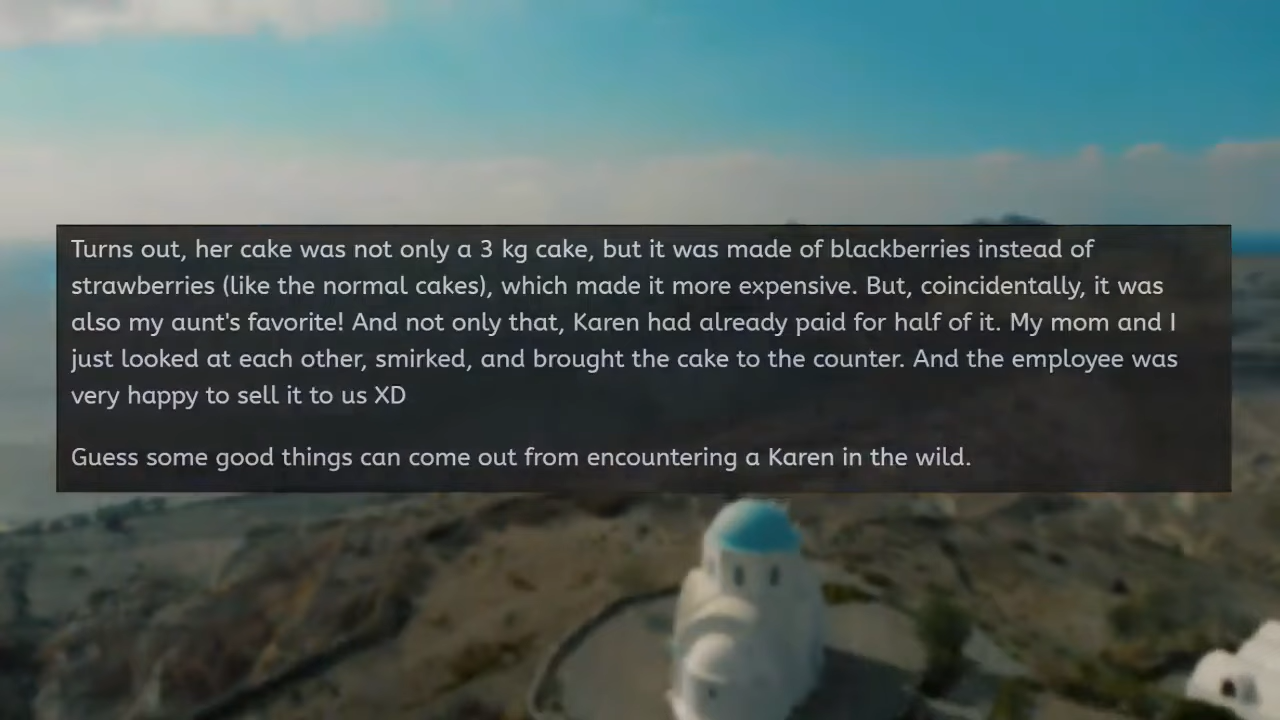 Turns out, her cake was not only a 3 kg cake, but it was made of blackberries instead of
strawberries (like the normal cakes), which made it more expensive. But, coincidentally, it was
also my aunt's favorite! And not only that, Karen had already paid for half of it. My mom and I
just looked at each other, smirked, and brought the cake to the counter. And the employee was
very happy to sell it to us XD
Guess some good things can come out from encountering a Karen in the wild.